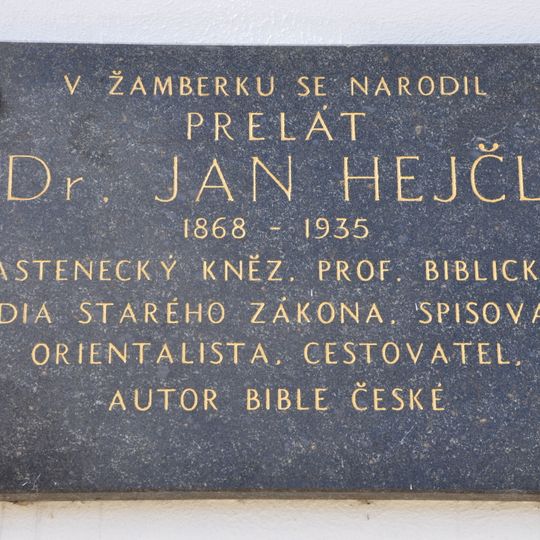 V ŽAMBERKU SE NARODIL
PRELÁT
Dr. JAN HEJČL
1868 - 1935
ASTENECKÝ KNĚZ. PROF. BIBLICK
DIA STARÉHO ZÁKONA. SPISOVA
ORIENTALISTA. CESTOVATEL.
AUTOR BIBLE ČESKÉ